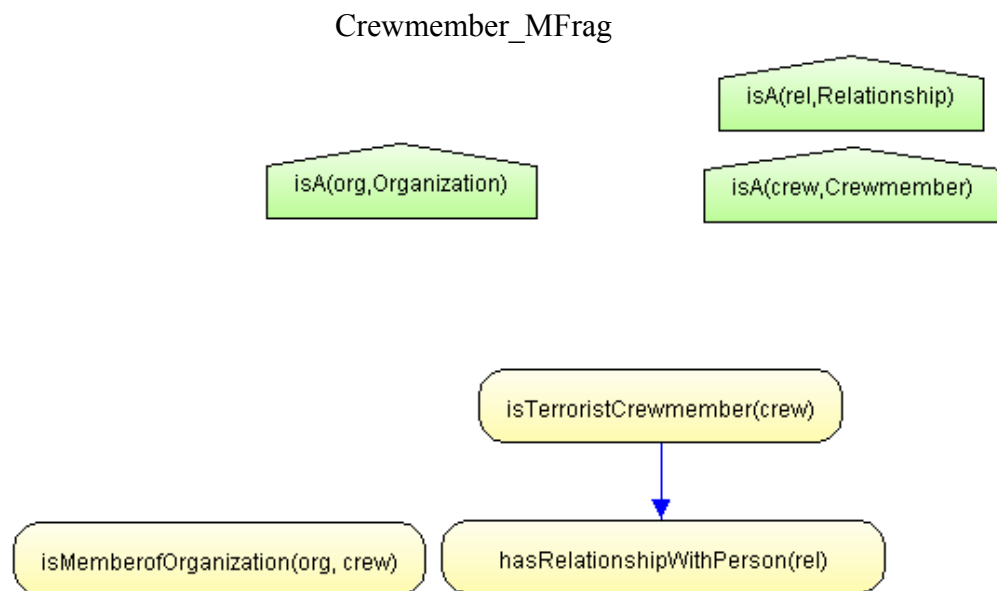 Crewmember_MFrag
isA(rel,Relationship)
isA(org,Organization)
isA(crew,Crewmember)
isTerroristCrewmember(crew)
isMemberofOrganization(org, crew)
hasRelationshipWithPerson(rel)